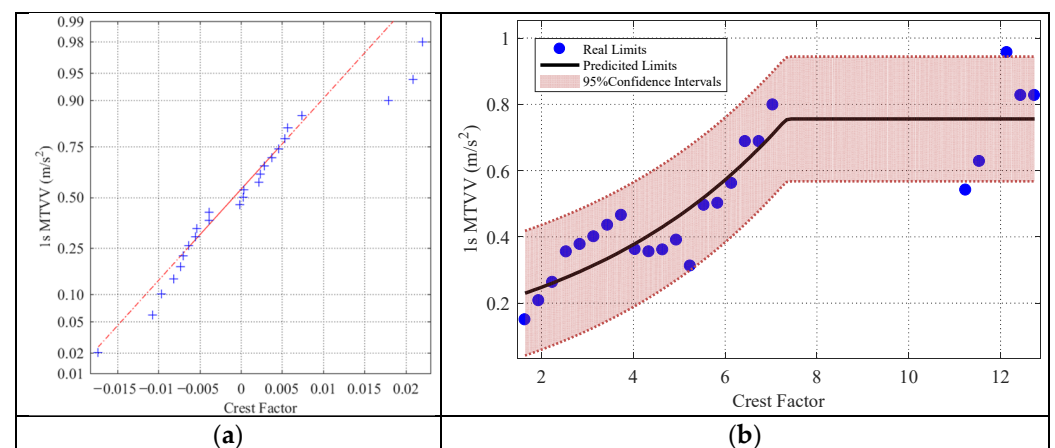 0.99
0.98
0.95
0.90
0.75
0.50
0.25
0.10
0.05
0.02
0.01
1s MTVV (m/s²)
−0.015 −0.01 −0.005 0 0.005 0.01 0.015 0.02
Crest Factor
(a)
1
0.8
0.6
0.4
0.2
1s MTVV (m/s²)
Real Limits
Predicited Limits
95%Confidence Intervals
2 4 6 8 10 12
Crest Factor
(b)